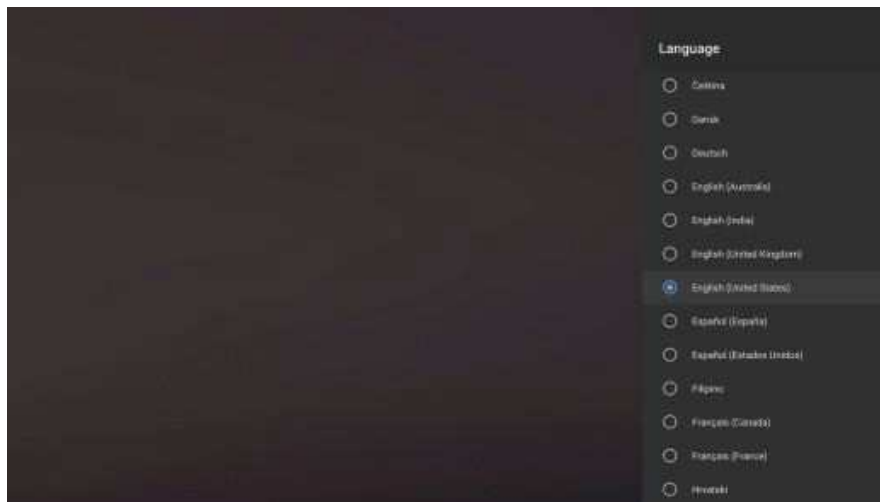 Language
Čeština
Dansk
Deutsch
English (Australia)
English (India)
English (United Kingdom)
English (United States)
Español (España)
Español (Estados Unidos)
Filipino
Français (Canada)
Français (France)
Hrvatski